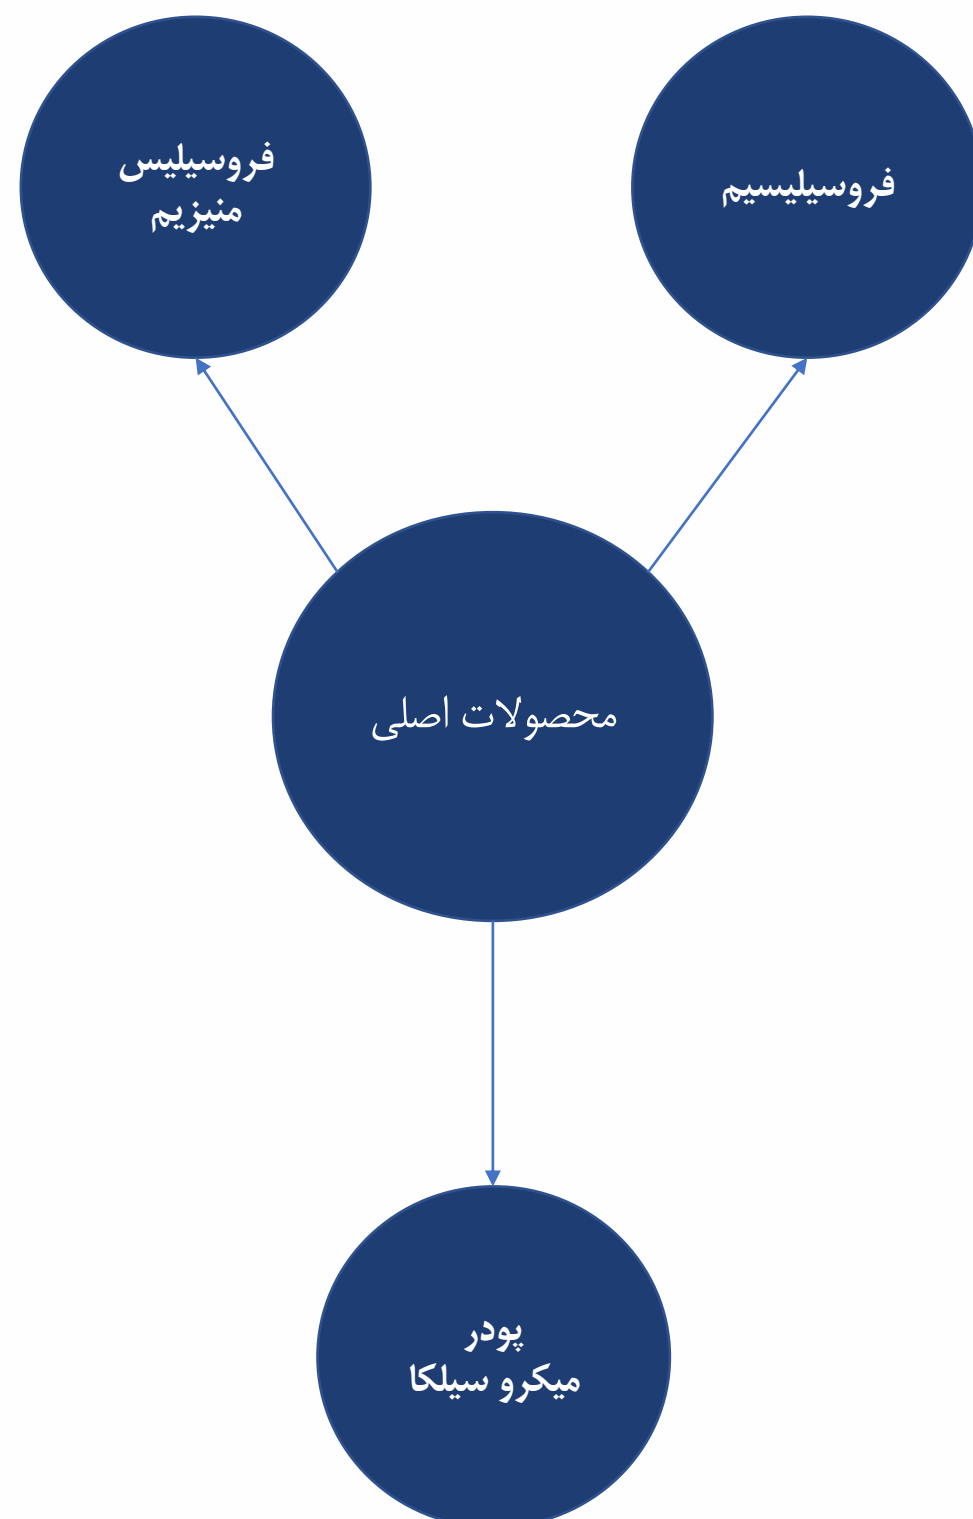 فروسیلیسیم
فروسیلیس
منیزیم
محصولات اصلی
پودر
میکرو سیلکا